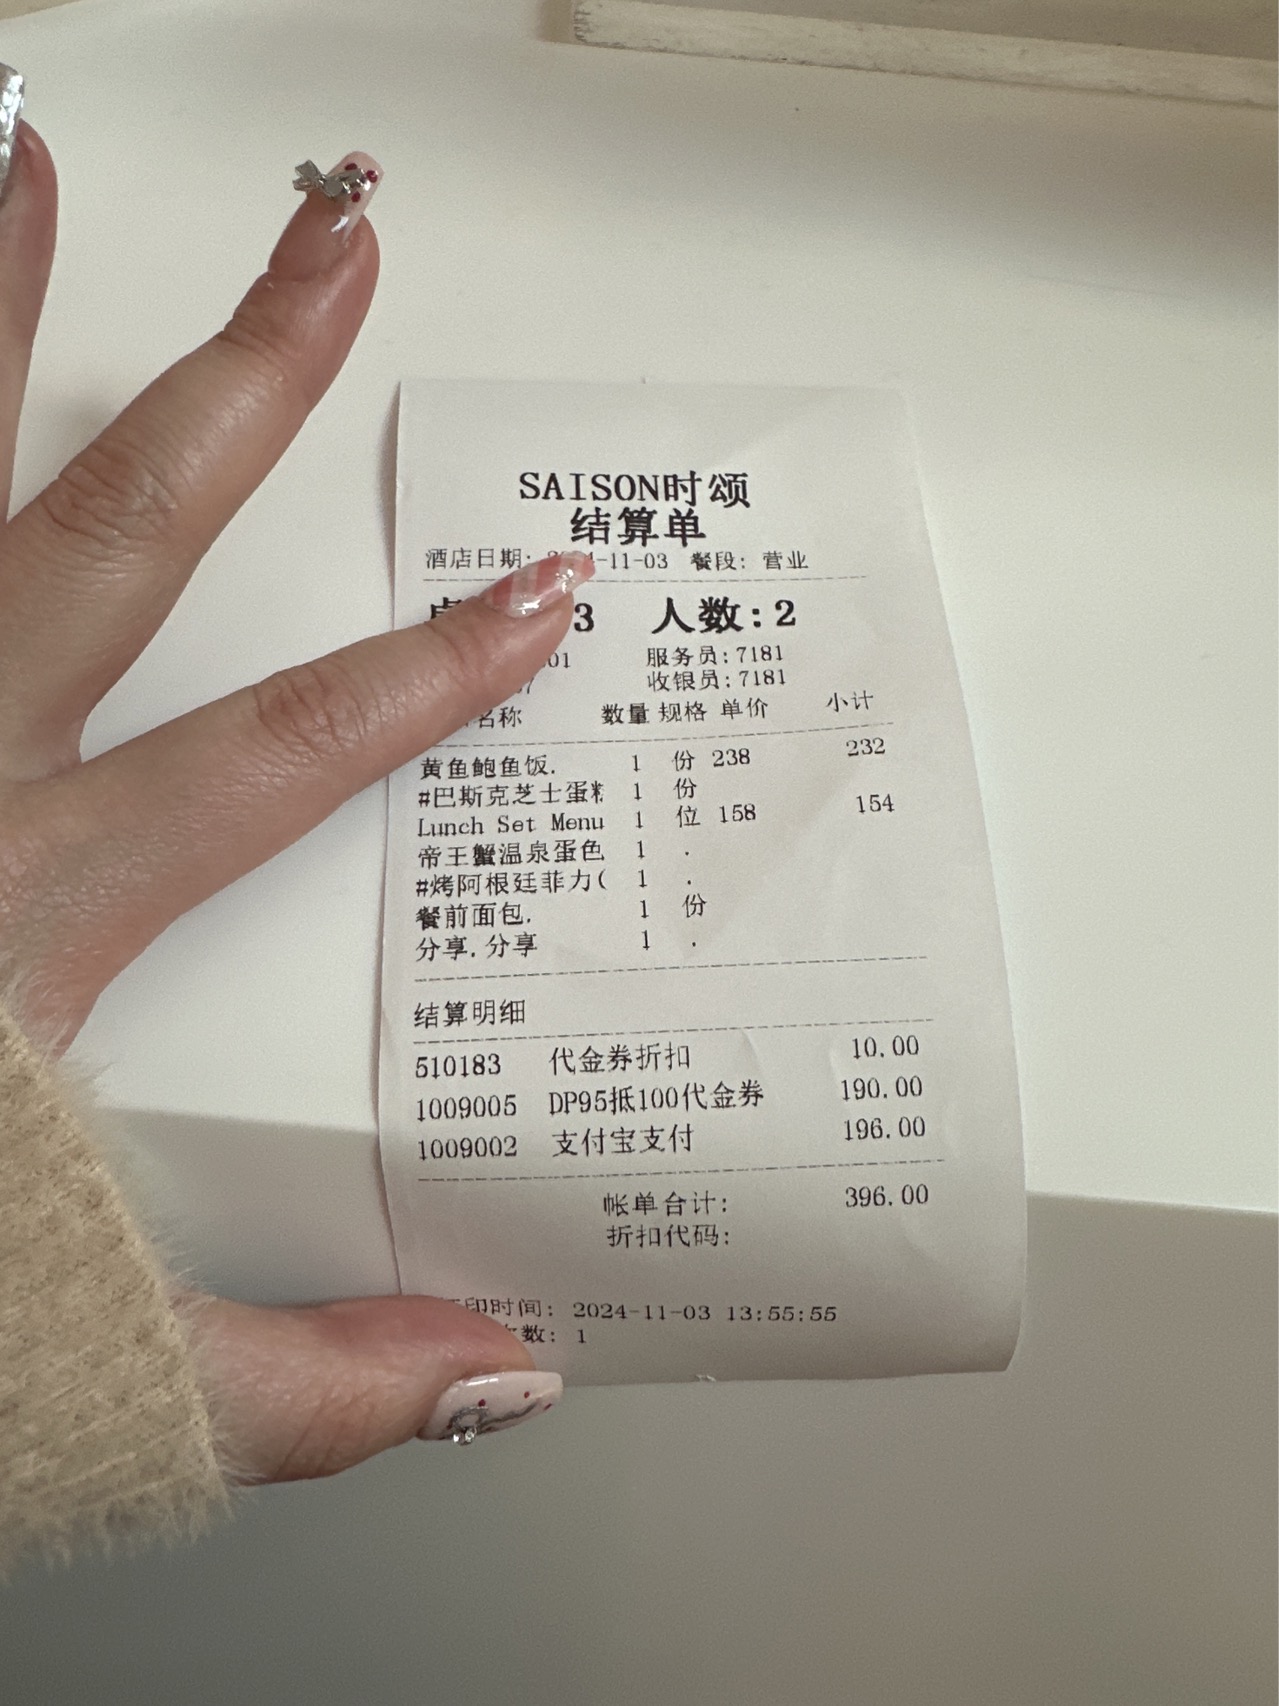 SAISON时颂
结算单
酒店日期: -11-03 餐段: 营业
3 人数:2
01 服务员:7181
收银员:7181
名称 数量 规格 单价 小计
黄鱼鲍鱼饭. 1 份 238 232
#巴斯克芝士蛋糕 1 份
Lunch Set Menu 1 位 158 154
帝王蟹温泉蛋色 1 .
#烤阿根廷菲力( 1 .
餐前面包. 1 份
分享.分享 1 .
结算明细
510183 代金券折扣 10.00
1009005 DP95抵100代金券 190.00
1009002 支付宝支付 196.00
帐单合计: 396.00
折扣代码:
印时间: 2024-11-03 13:55:55
次数: 1